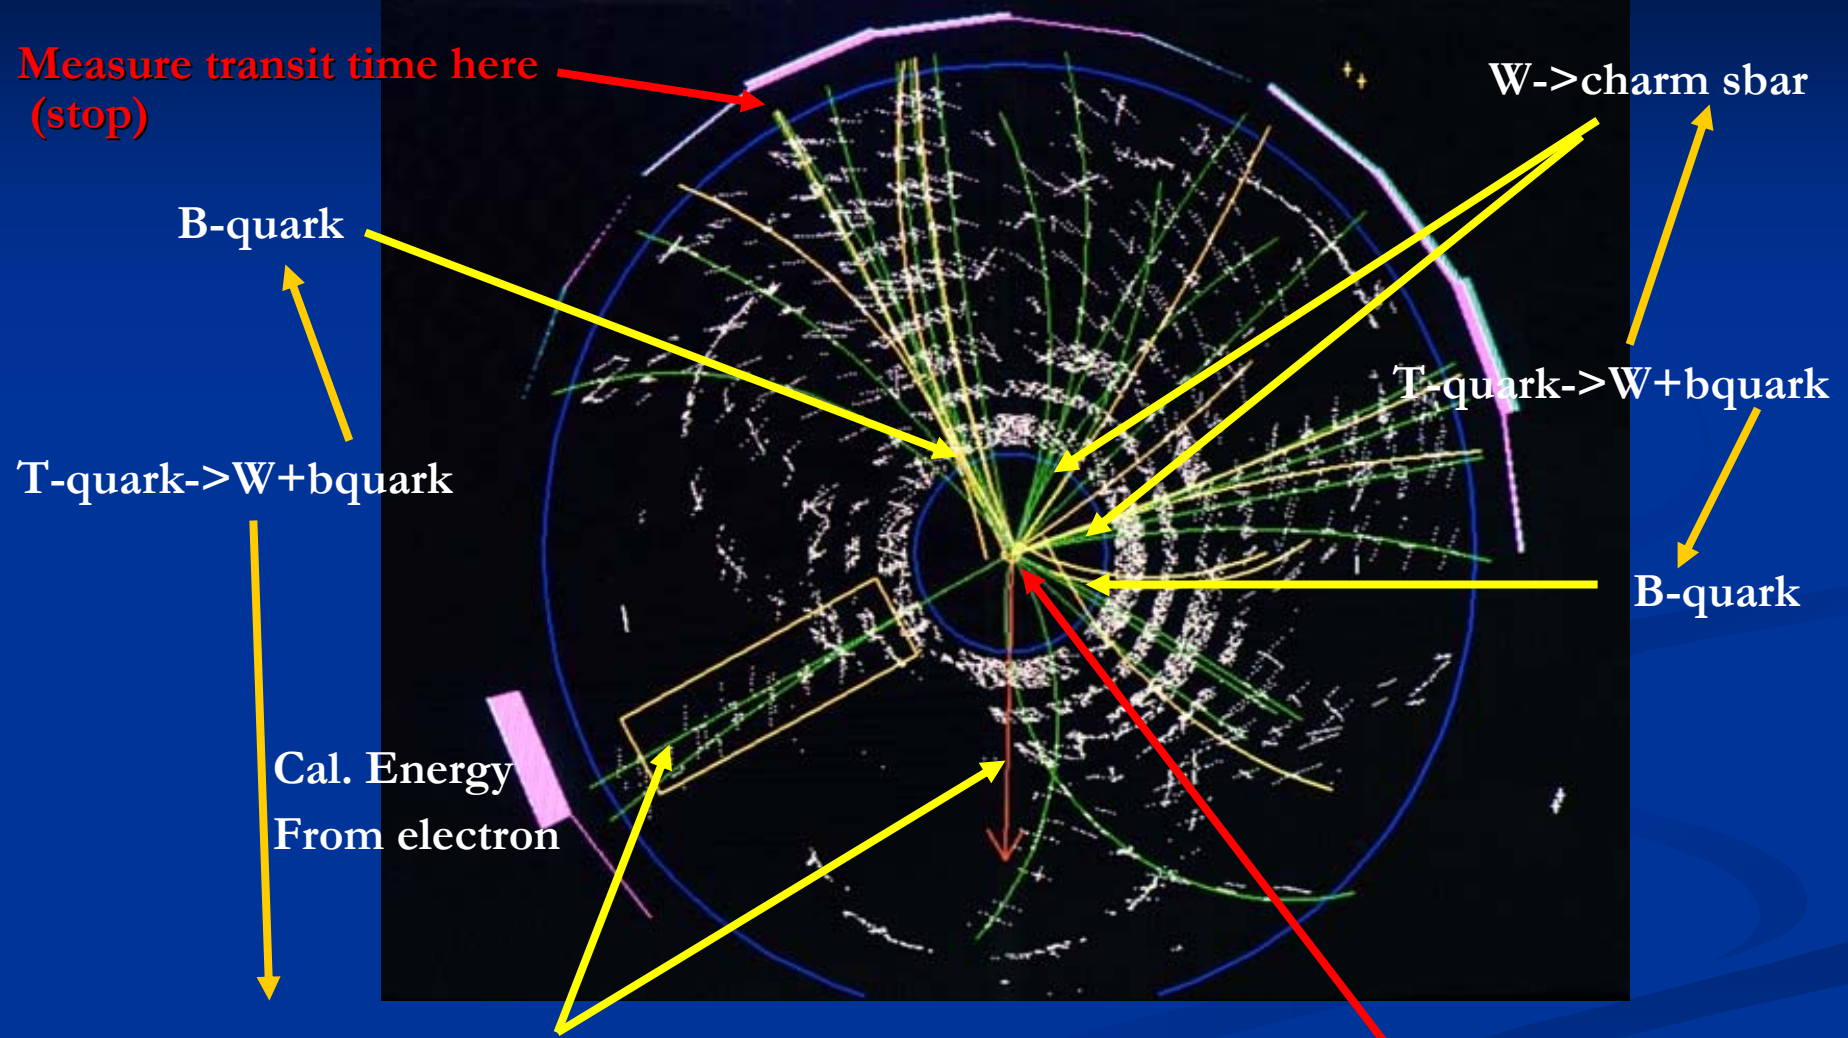 Measure transit time here
(stop)
W->charm sbar
B-quark
T-quark->W+bquark
T-quark->W+bquark
B-quark
Cal. Energy
From electron